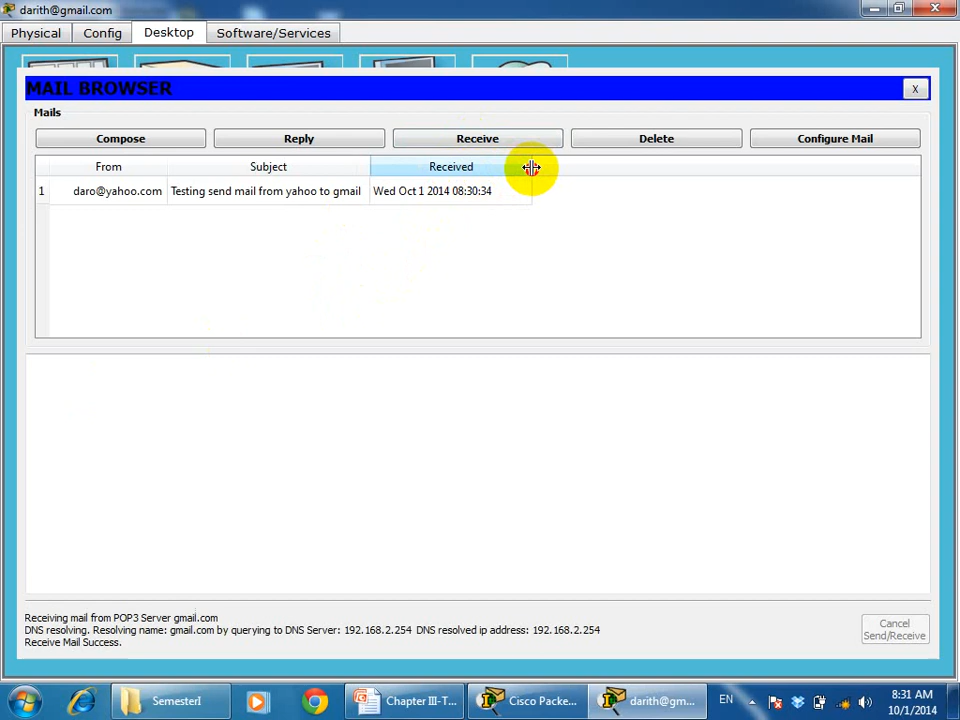 darith@gmail.com
Physical Config Desktop Software/Services
MAIL BROWSER X
Mails
Compose Reply Receive Delete Configure Mail
From Subject Received
1 daro@yahoo.com Testing send mail from yahoo to gmail Wed Oct 1 2014 08:30:34
Receiving mail from POP3 Server gmail.com
DNS resolving. Resolving name: gmail.com by querying to DNS Server: 192.168.2.254 DNS resolved ip address: 192.168.2.254
Receive Mail Success.
Cancel
Send/Receive
SemesterI Chapter III-T... Cisco Packe... darith@gm... EN
8:31 AM
10/1/2014